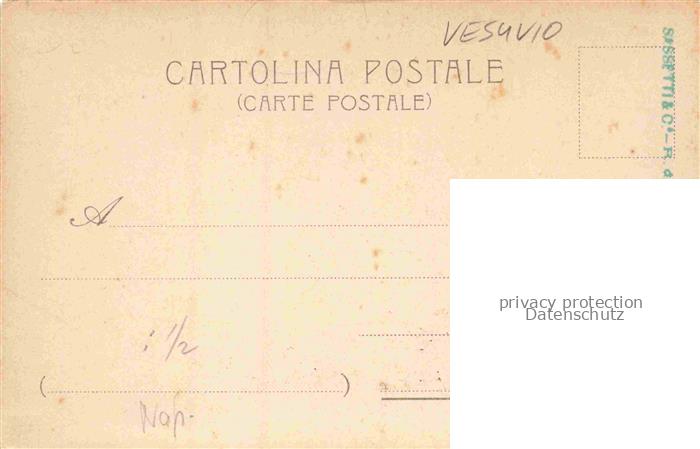 VESUVIO
CARTOLINA POSTALE
(CARTE POSTALE)
A
privacy protection
Datenschutz
1/2
( )
Nap.